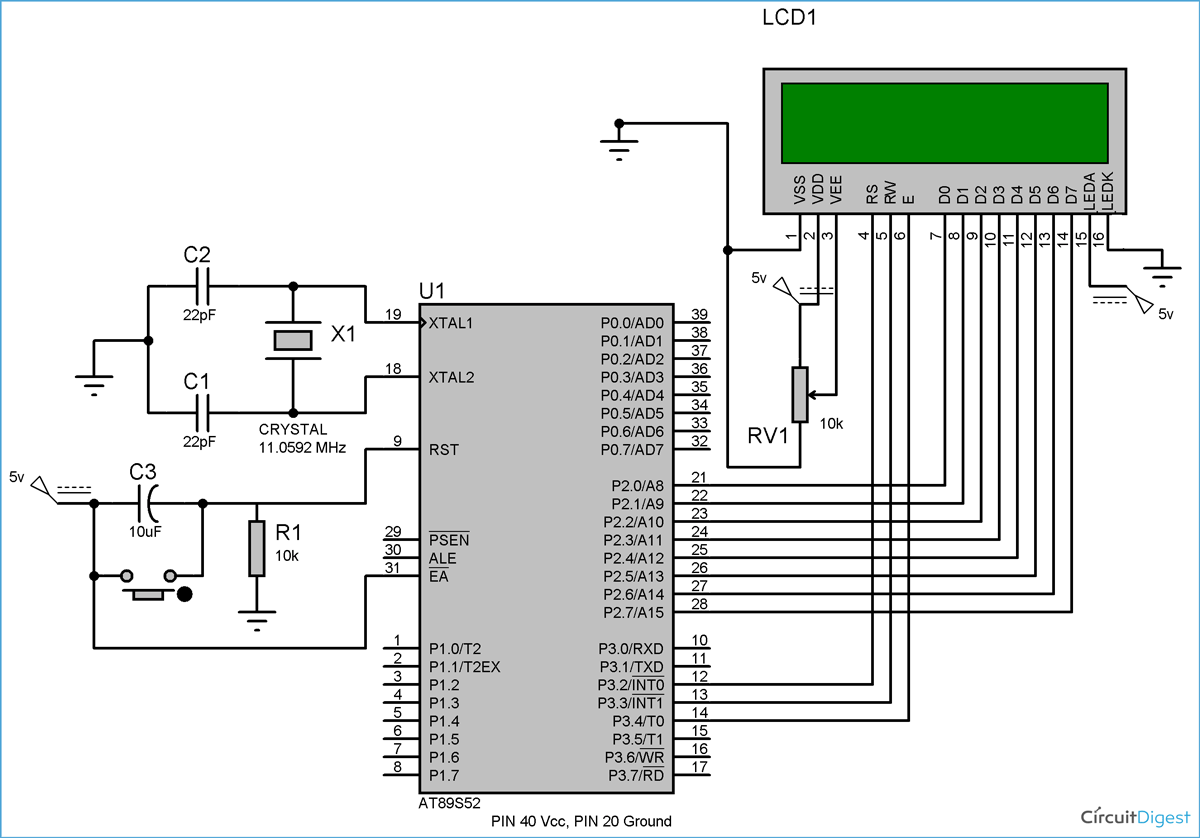 LCD1
VSS VDD VEE RS RW E D0 D1 D2 D3 D4 D5 D6 D7 LEDA LEDK
1 2 3 4 5 6 7 8 9 10 11 12 13 14 15 16
5v
5v
RV1
10k
C2
22pF
X1
C1
22pF
CRYSTAL
11.0592 MHz
5v
C3
10uF
R1
10k
U1
19 XTAL1
18 XTAL2
9 RST
29 PSEN
30 ALE
31 EA
1 P1.0/T2
2 P1.1/T2EX
3 P1.2
4 P1.3
5 P1.4
6 P1.5
7 P1.6
8 P1.7
P0.0/AD0 39
P0.1/AD1 38
P0.2/AD2 37
P0.3/AD3 36
P0.4/AD4 35
P0.5/AD5 34
P0.6/AD6 33
P0.7/AD7 32
P2.0/A8 21
P2.1/A9 22
P2.2/A10 23
P2.3/A11 24
P2.4/A12 25
P2.5/A13 26
P2.6/A14 27
P2.7/A15 28
P3.0/RXD 10
P3.1/TXD 11
P3.2/INT0 12
P3.3/INT1 13
P3.4/T0 14
P3.5/T1 15
P3.6/WR 16
P3.7/RD 17
AT89S52
PIN 40 Vcc, PIN 20 Ground
CircuitDigest